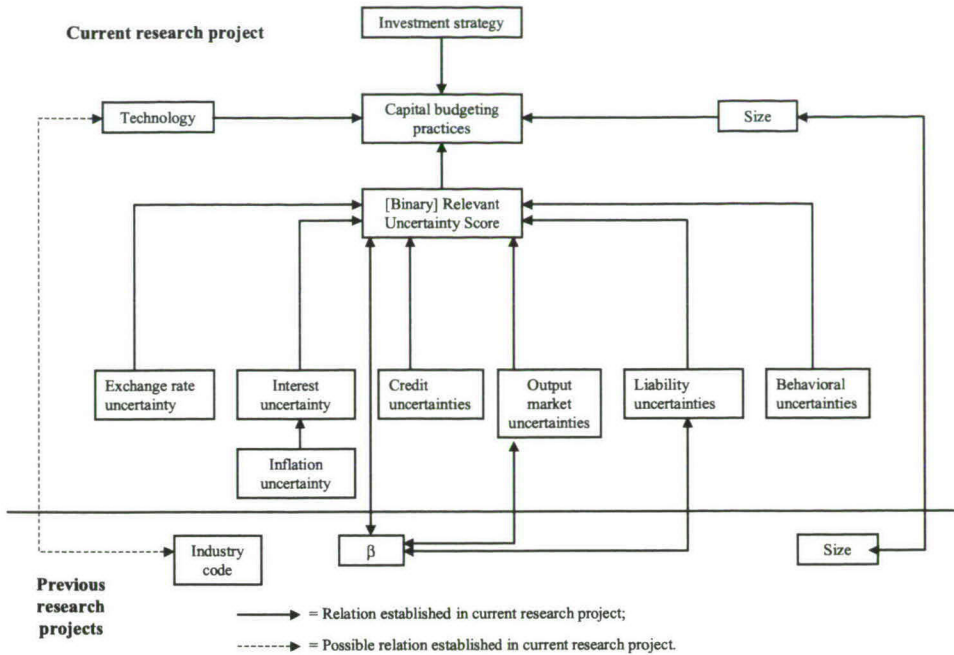 Current research project
Investment strategy
Technology
Capital budgeting
practices
Size
[Binary] Relevant
Uncertainty Score
Exchange rate
uncertainty
Interest
uncertainty
Credit
uncertainties
Output
market
uncertainties
Liability
uncertainties
Behavioral
uncertainties
Inflation
uncertainty
Industry
code
β
Size
Previous
research
projects
= Relation established in current research project;
= Possible relation established in current research project.